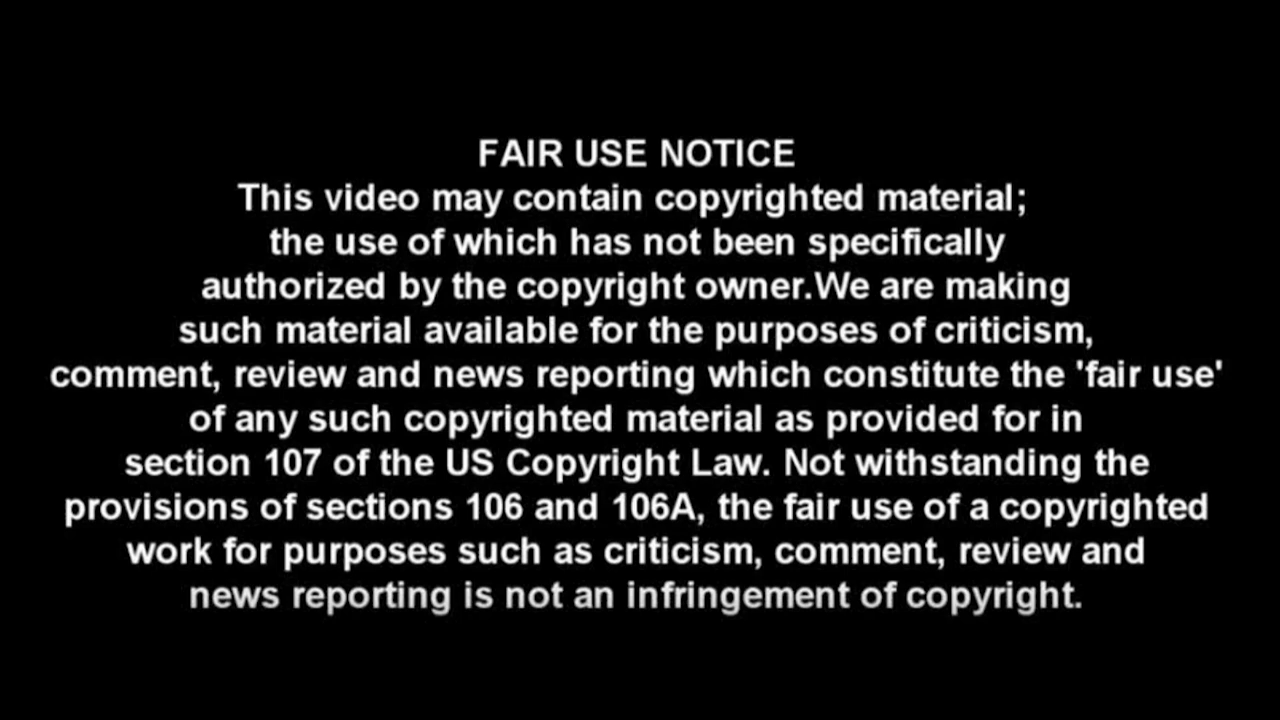 FAIR USE NOTICE
This video may contain copyrighted material;
the use of which has not been specifically
authorized by the copyright owner.We are making
such material available for the purposes of criticism,
comment, review and news reporting which constitute the 'fair use'
of any such copyrighted material as provided for in
section 107 of the US Copyright Law. Not withstanding the
provisions of sections 106 and 106A, the fair use of a copyrighted
work for purposes such as criticism, comment, review and
news reporting is not an infringement of copyright.